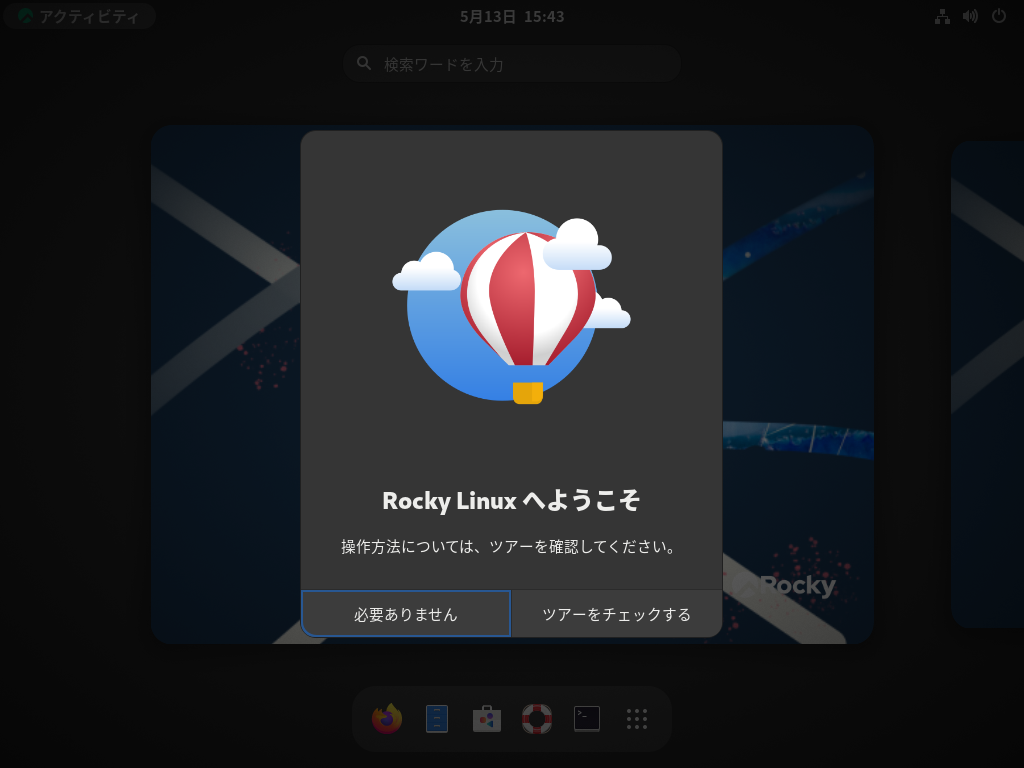 アクティビティ
5月13日 15:43
検索ワードを入力
Rocky Linux へようこそ
操作方法については、ツアーを確認してください。
必要ありません
ツアーをチェックする
Rocky
>_